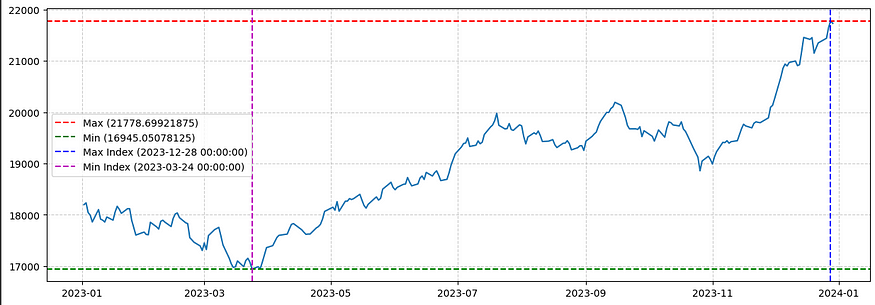 22000
21000
20000
19000
18000
17000
Max (21778.69921875)
Min (16945.05078125)
Max Index (2023-12-28 00:00:00)
Min Index (2023-03-24 00:00:00)
2023-01 2023-03 2023-05 2023-07 2023-09 2023-11 2024-01